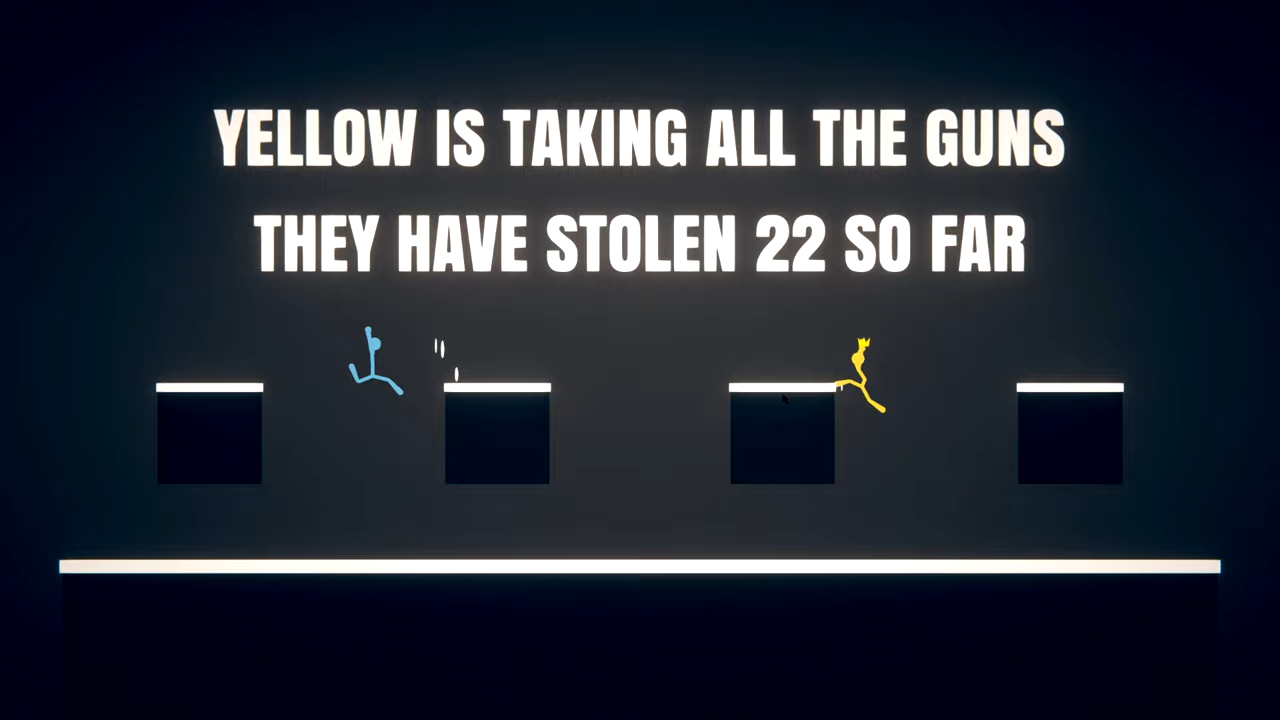 YELLOW IS TAKING ALL THE GUNS
THEY HAVE STOLEN 22 SO FAR